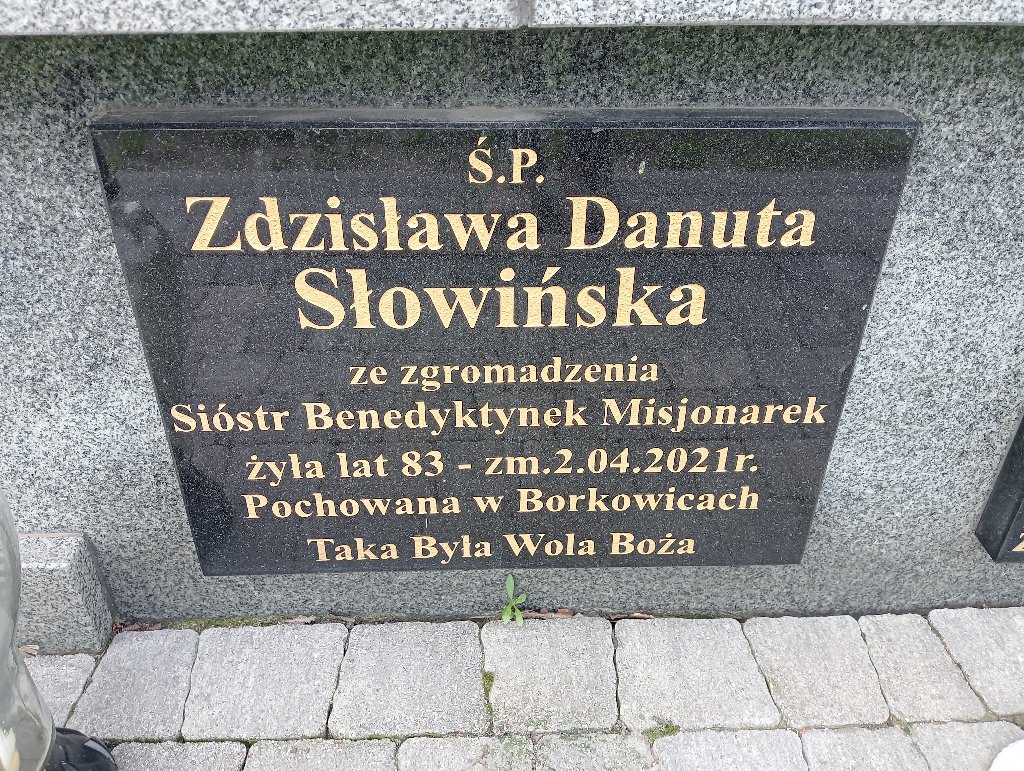 Ś.P.
Zdzisława Danuta
Słowińska
ze zgromadzenia
Sióstr Benedyktynek Misjonarek
żyła lat 83 - zm.2.04.2021r.
Pochowana w Borkowicach
Taka Była Wola Boża